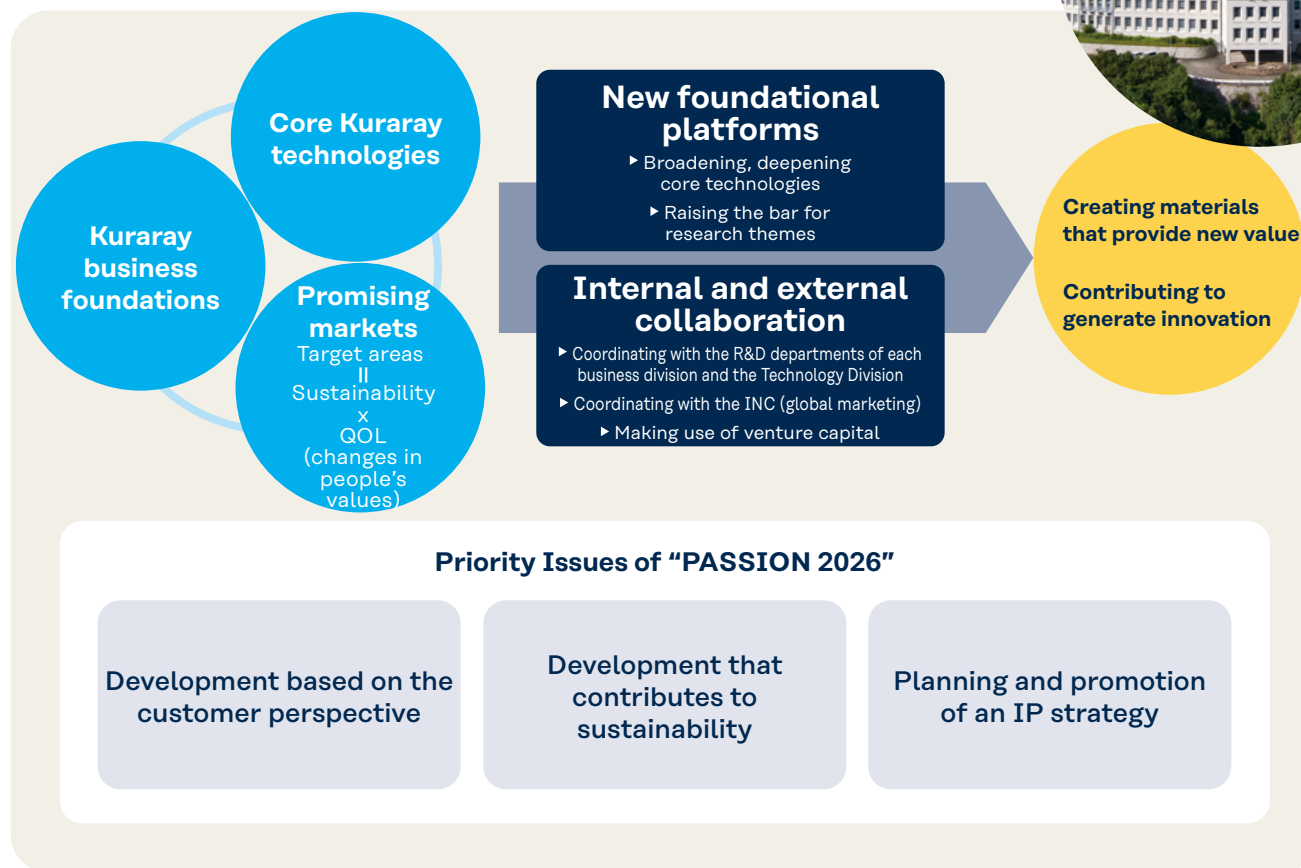 Core Kuraray
technologies
Kuraray
business
foundations
Promising
markets
Target areas
=
Sustainability
x
QOL
(changes in
people's
values)
New foundational
platforms
▶ Broadening, deepening
core technologies
▶ Raising the bar for
research themes
Internal and external
collaboration
▶ Coordinating with the R&D departments of each
business division and the Technology Division
▶ Coordinating with the INC (global marketing)
▶ Making use of venture capital
Creating materials
that provide new value
Contributing to
generate innovation
Priority Issues of “PASSION 2026”
Development based on the
customer perspective
Development that
contributes to
sustainability
Planning and promotion
of an IP strategy